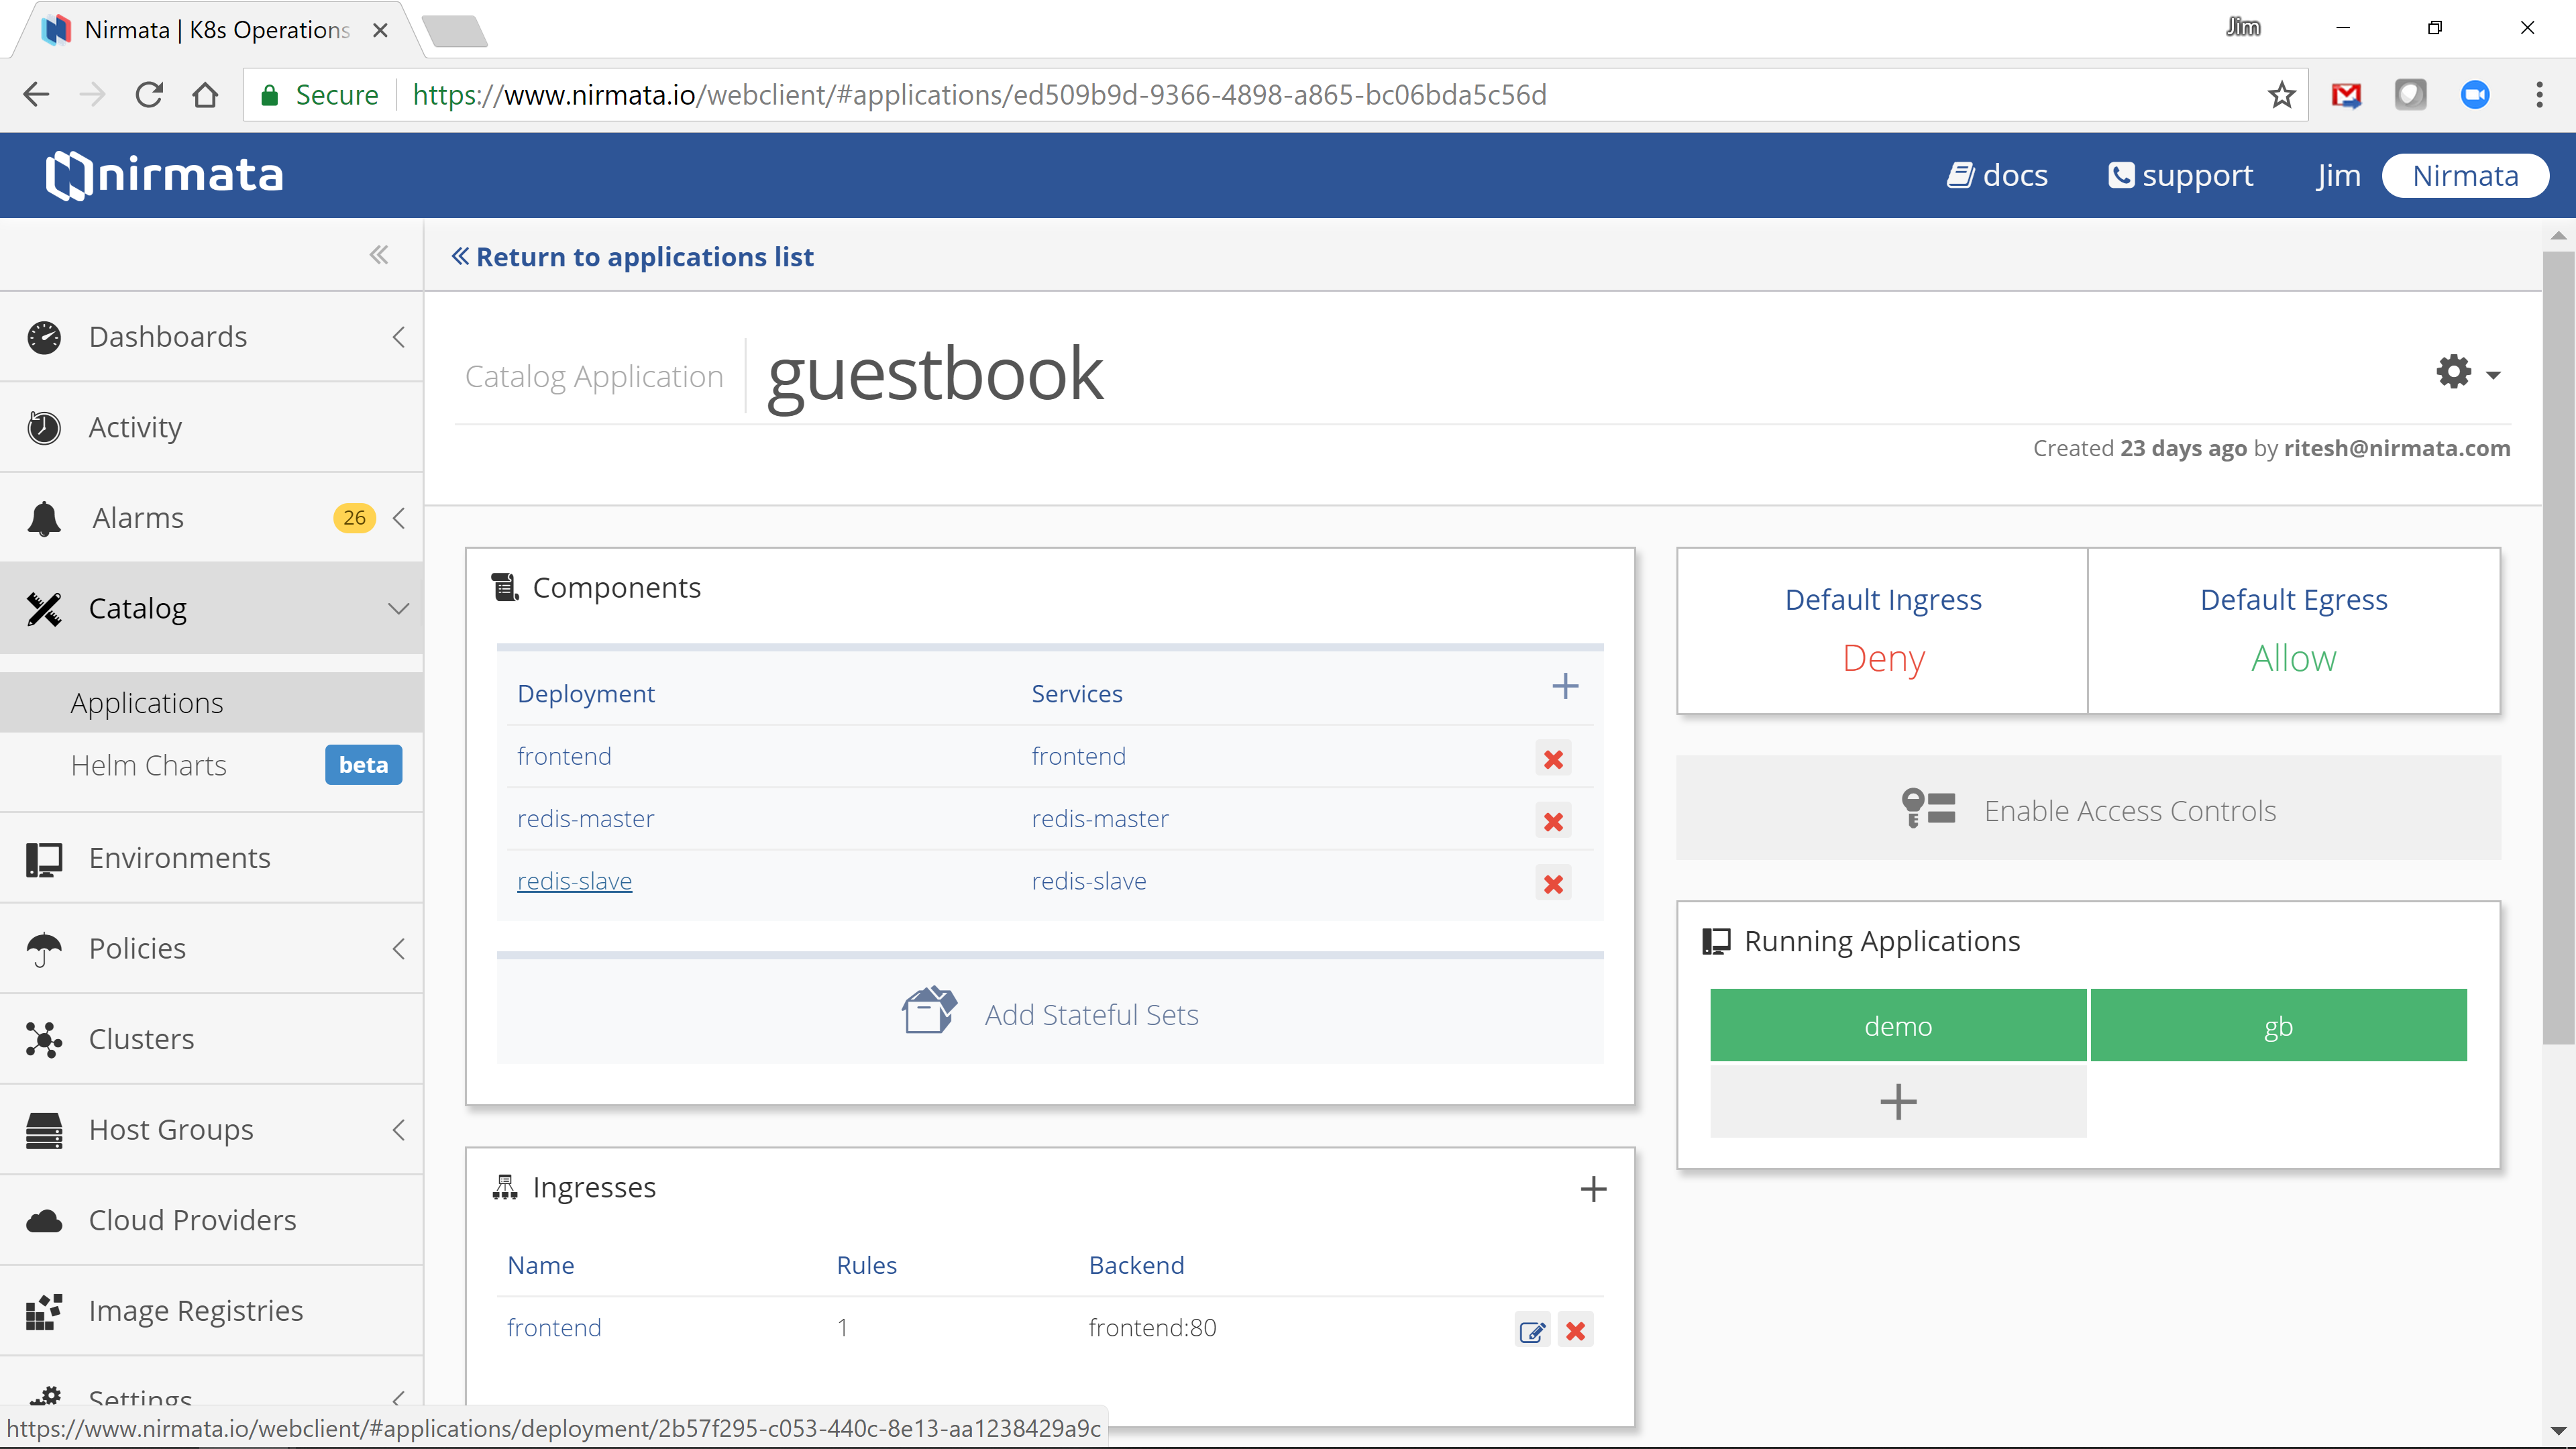 Nirmata | K8s Operations
Jim
Secure https://www.nirmata.io/webclient/#applications/ed509b9d-9366-4898-a865-bc06bda5c56d
nirmata
docs
support
Jim
Nirmata
Return to applications list
Dashboards
Activity
Alarms 26
Catalog
Applications
Helm Charts beta
Environments
Policies
Clusters
Host Groups
Cloud Providers
Image Registries
Settings
Catalog Application guestbook
Created 23 days ago by ritesh@nirmata.com
Components
Deployment Services
frontend frontend
redis-master redis-master
redis-slave redis-slave
Add Stateful Sets
Ingresses
Name Rules Backend
frontend 1 frontend:80
Default Ingress
Deny
Default Egress
Allow
Enable Access Controls
Running Applications
demo
gb
https://www.nirmata.io/webclient/#applications/deployment/2b57f295-c053-440c-8e13-aa1238429a9c